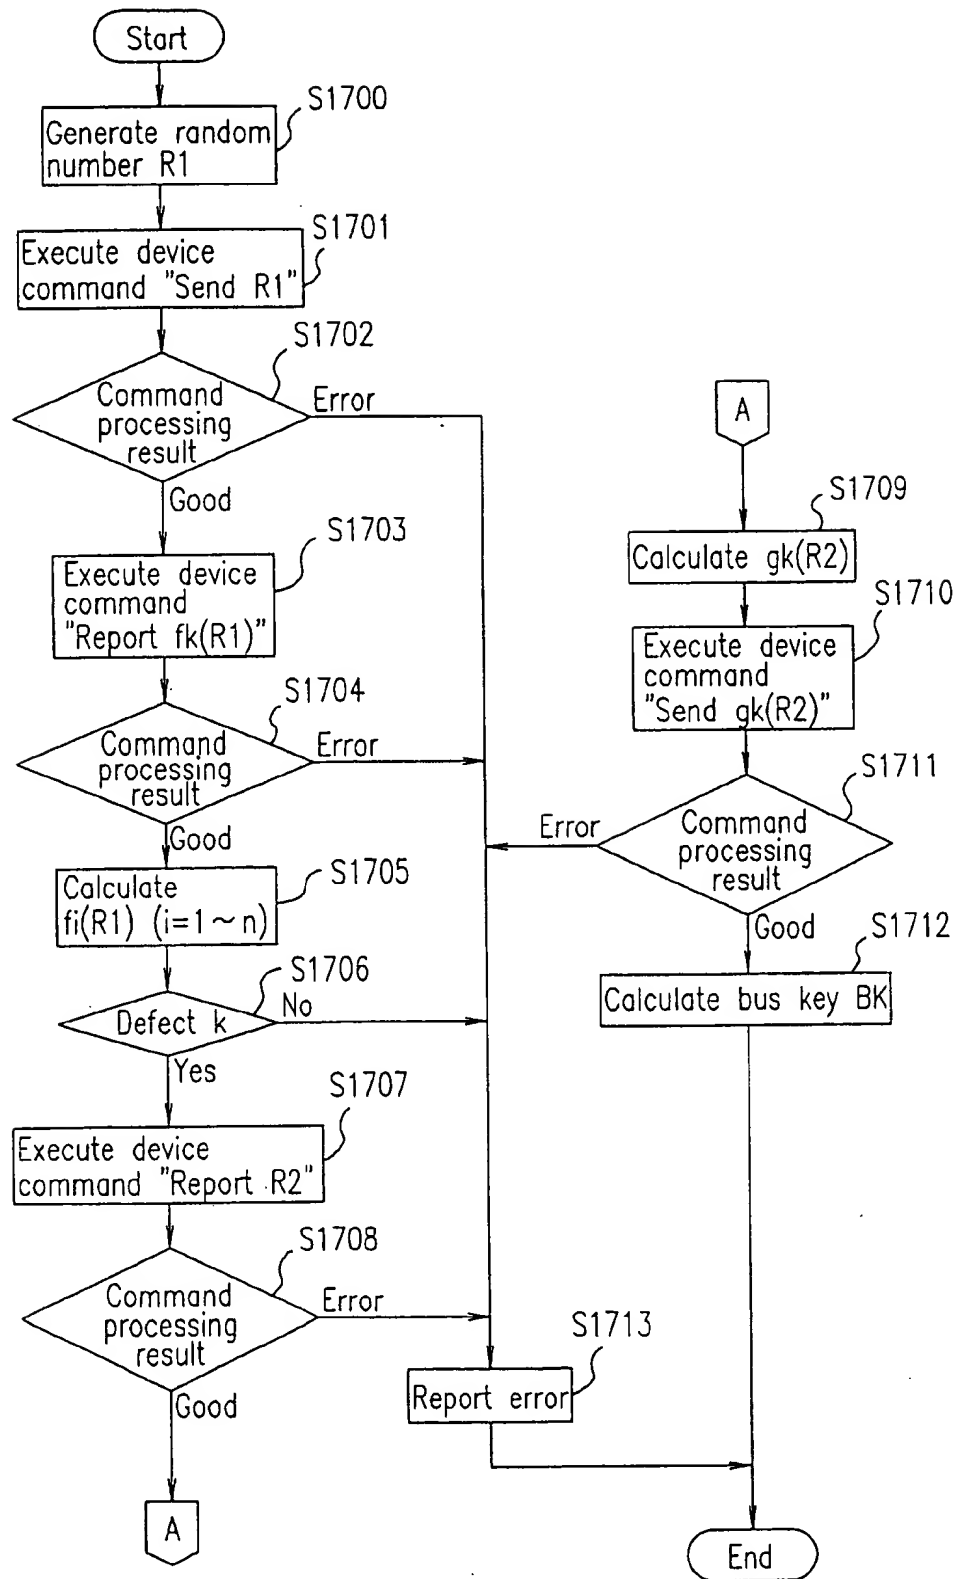 Start
S1700
Generate random
number R1
S1701
Execute device
command "Send R1"
S1702
Command
processing
result
Error
Good
S1703
Execute device
command
"Report fk(R1)"
S1704
Command
processing
result
Error
Good
S1705
Calculate
fi(R1) (i=1~n)
S1706
Defect k
No
Yes
S1707
Execute device
command "Report R2"
S1708
Command
processing
result
Error
Good
A
A
S1709
Calculate gk(R2)
S1710
Execute device
command
"Send gk(R2)"
S1711
Command
processing
result
Error
Good
S1712
Calculate bus key BK
S1713
Report error
End